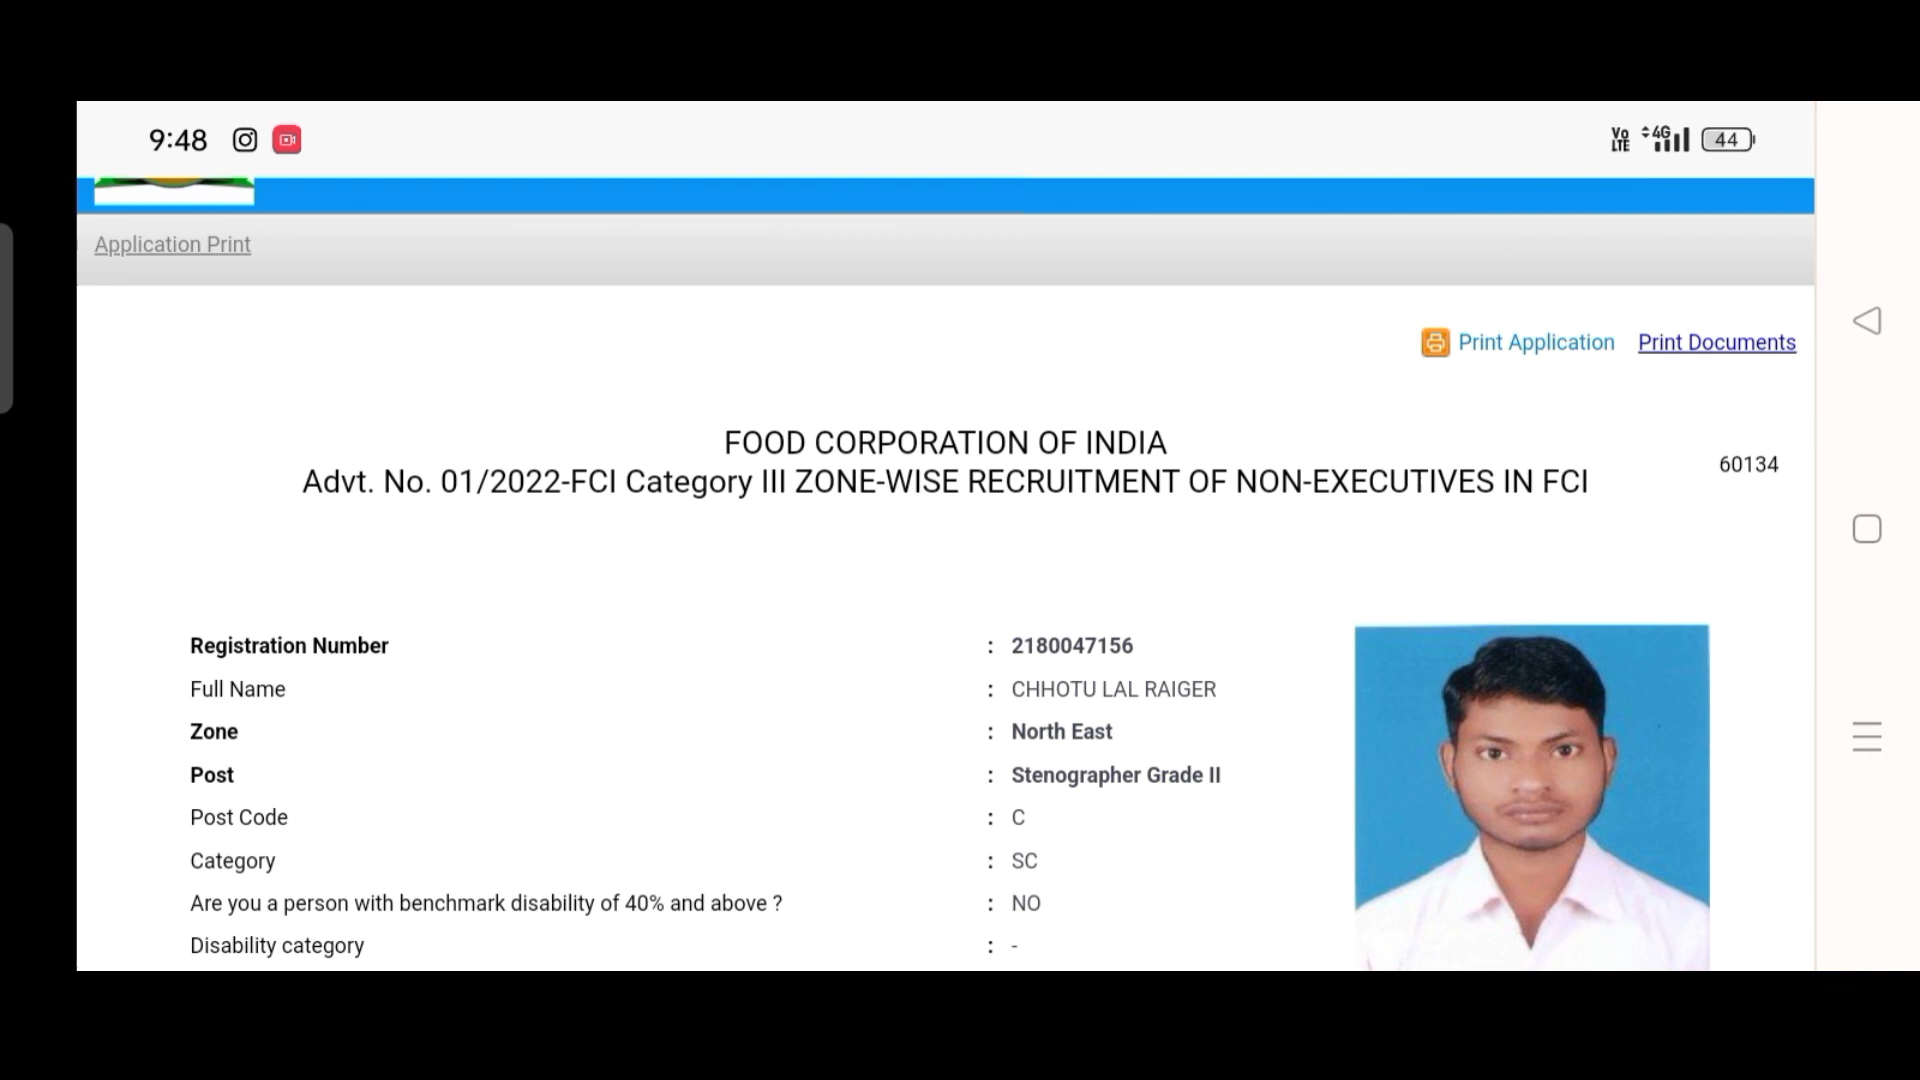 9:48 Vo LTE 4G 44
Application Print
Print Application Print Documents
FOOD CORPORATION OF INDIA
Advt. No. 01/2022-FCI Category III ZONE-WISE RECRUITMENT OF NON-EXECUTIVES IN FCI
60134
Registration Number : 2180047156
Full Name : CHHOTU LAL RAIGER
Zone : North East
Post : Stenographer Grade II
Post Code : C
Category : SC
Are you a person with benchmark disability of 40% and above ? : NO
Disability category : -